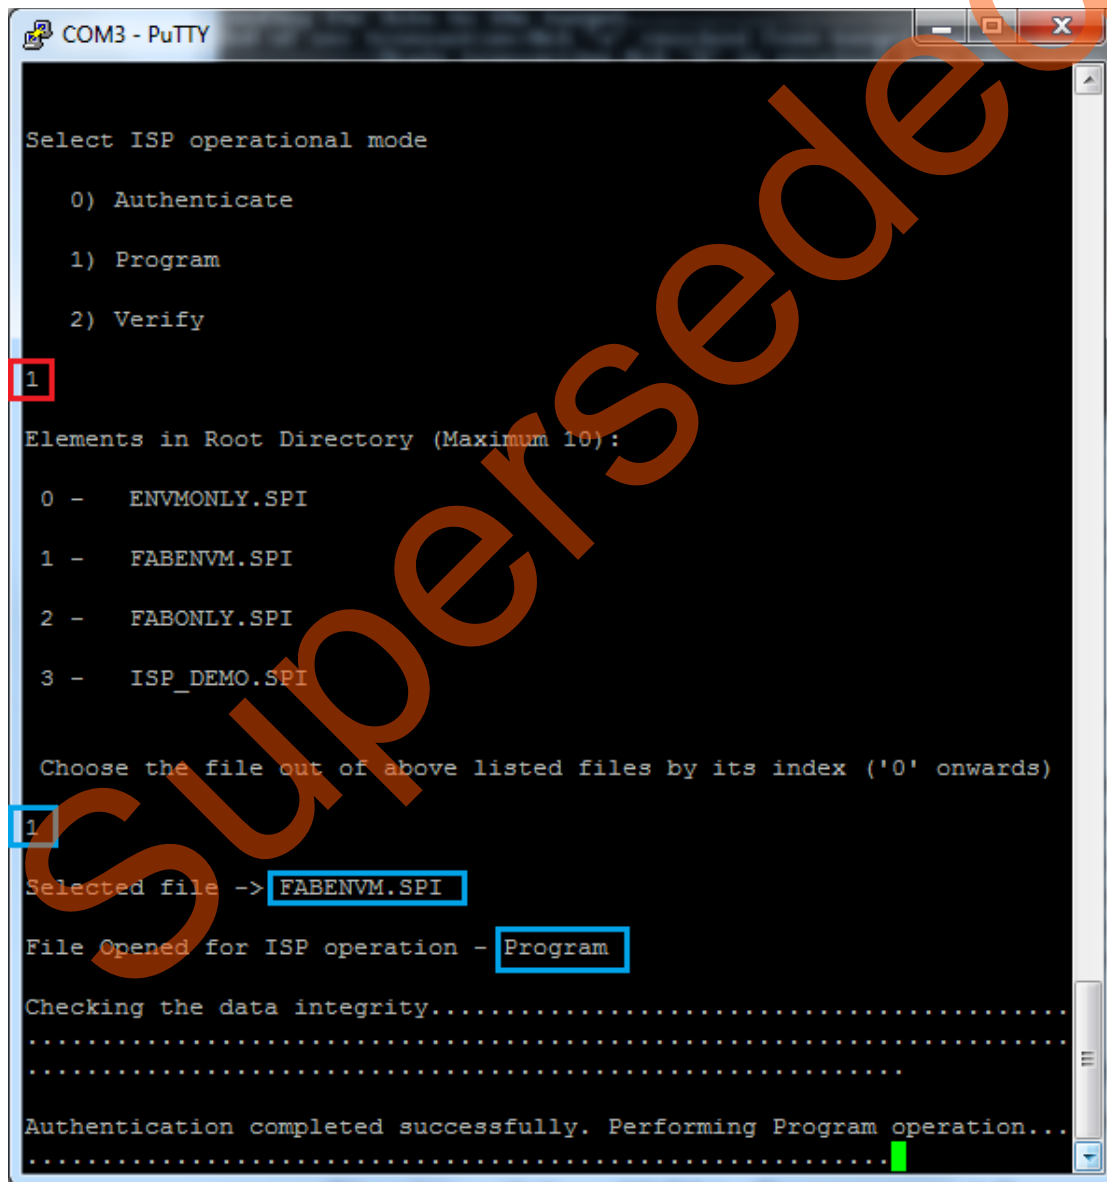 COM3 - PuTTY
Select ISP operational mode
0) Authenticate
1) Program
2) Verify
1
Elements in Root Directory (Maximum 10):
0 - ENVMONLY.SPI
1 - FABENVM.SPI
2 - FABONLY.SPI
3 - ISP_DEMO.SPI
Choose the file out of above listed files by its index ('0' onwards)
1
Selected file -> FABENVM.SPI
File Opened for ISP operation - Program
Checking the data integrity...........................................
......................................................................
...........................................................
Authentication completed successfully. Performing Program operation...
..........................................................
Superseded